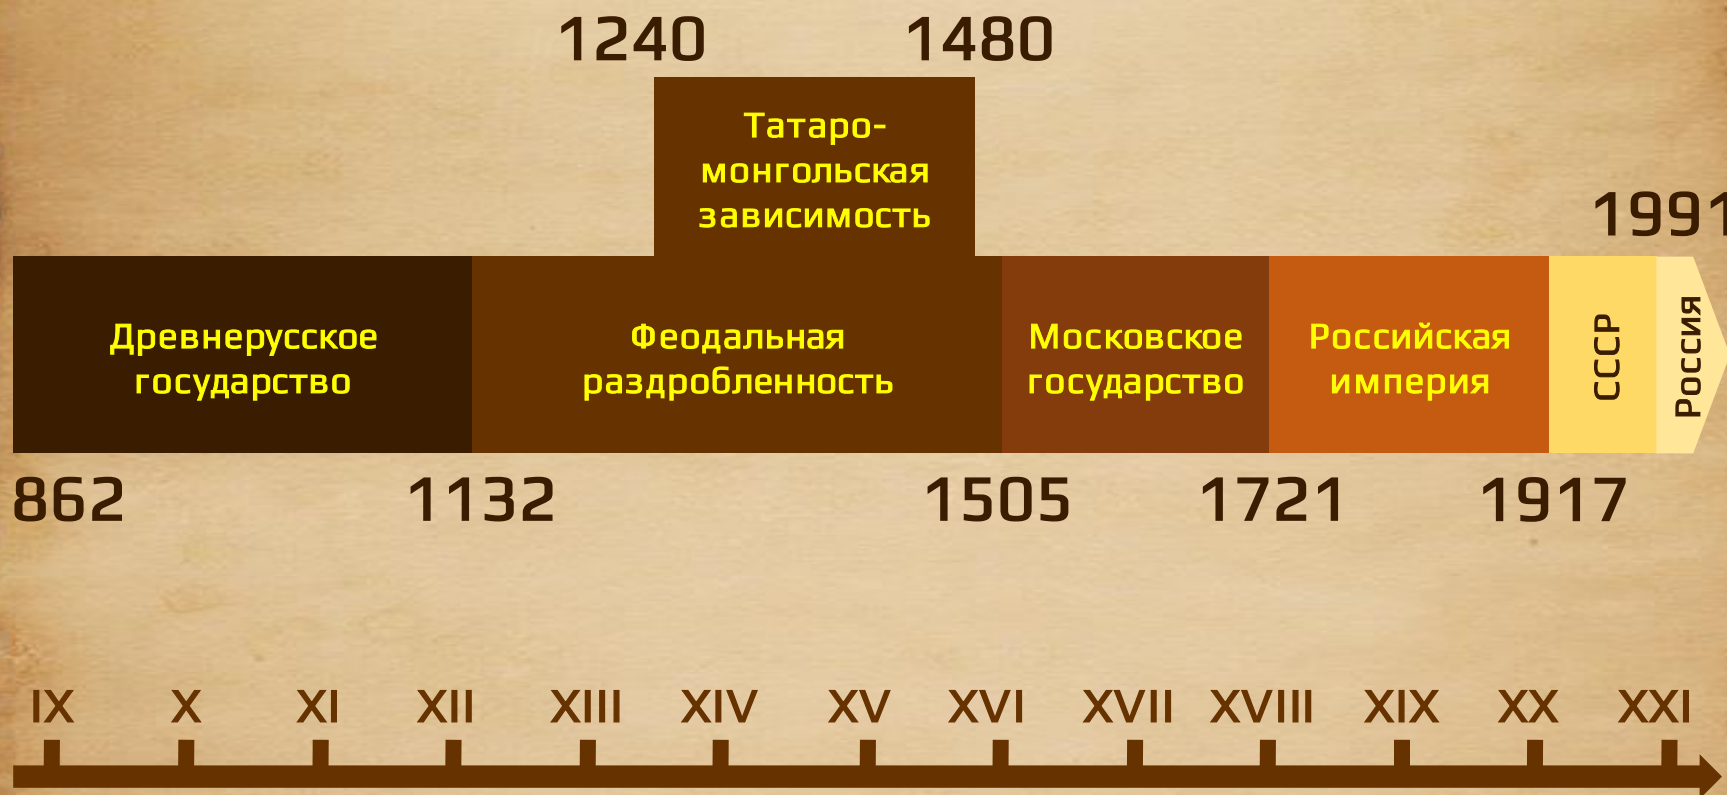 1240 1480
Татаро-
монгольская
зависимость
1991
Древнерусское
государство
Феодальная
раздробленность
Московское
государство
Российская
империя
СССР
Россия
862 1132 1505 1721 1917
IX X XI XII XIII XIV XV XVI XVII XVIII XIX XX XXI